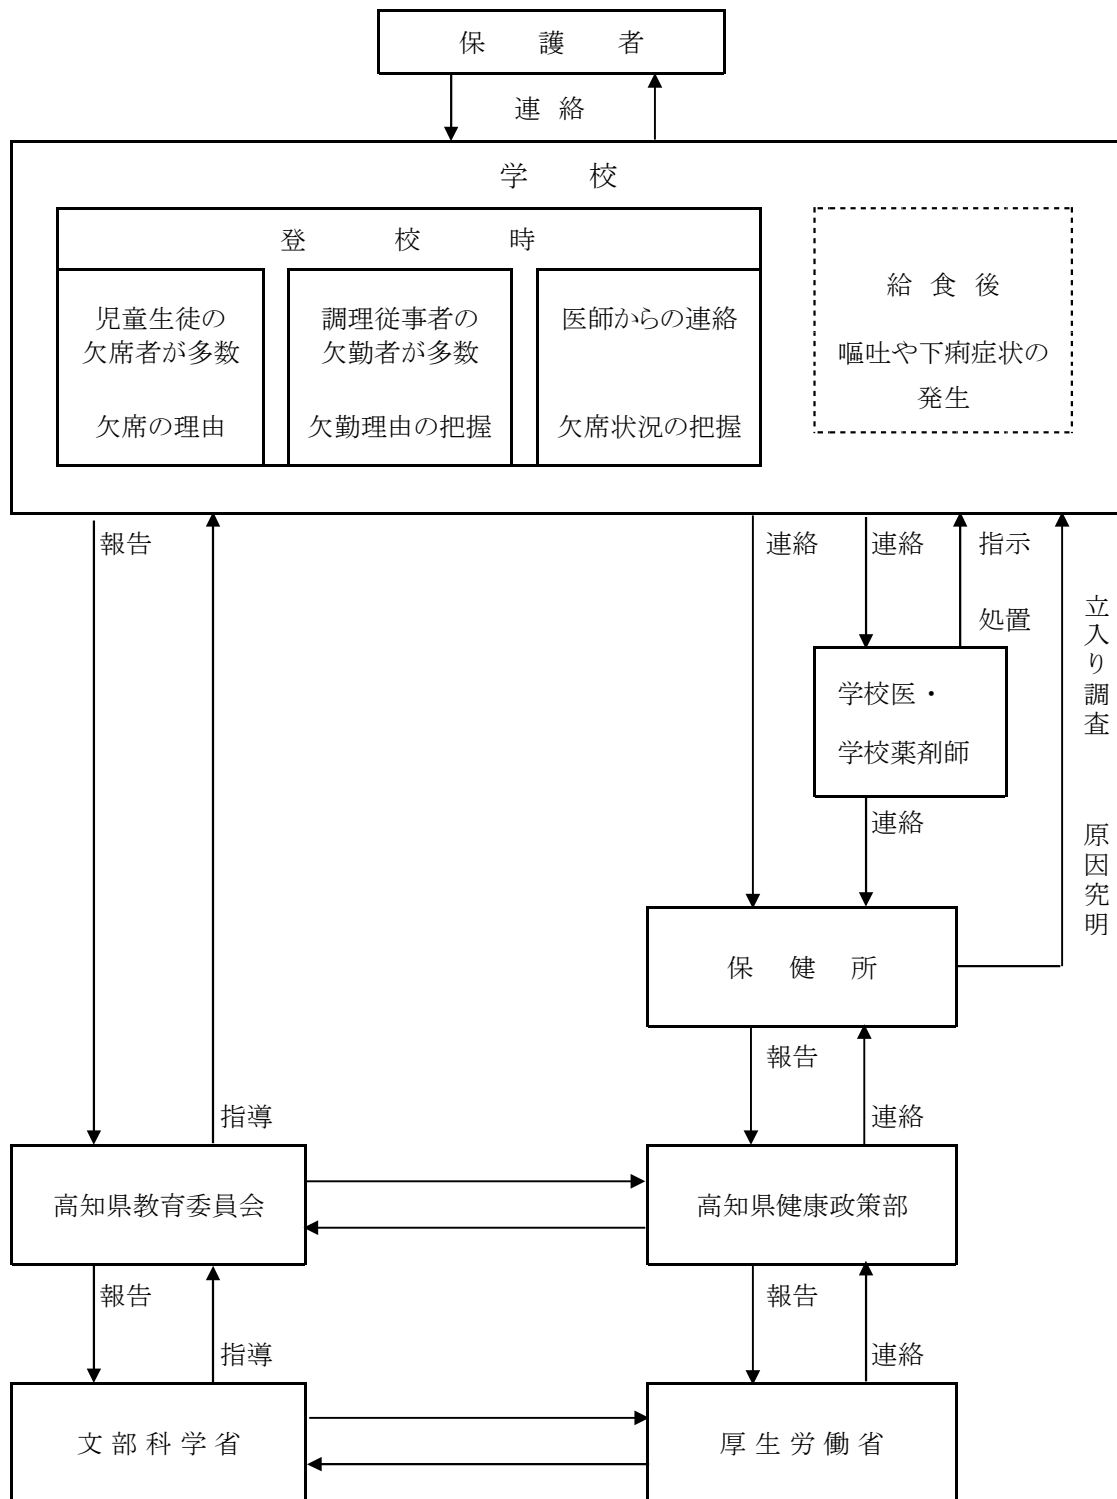 保護者
連絡
学校
登校時
児童生徒の
欠席者が多数
欠席の理由
調理従事者の
欠勤者が多数
欠勤理由の把握
医師からの連絡
欠席状況の把握
給食後
嘔吐や下痢症状の
発生
報告
連絡
連絡
指示
処置
立入り調査
原因究明
学校医・
学校薬剤師
連絡
保健所
報告
連絡
指導
高知県教育委員会
高知県健康政策部
報告
指導
報告
連絡
文部科学省
厚生労働省